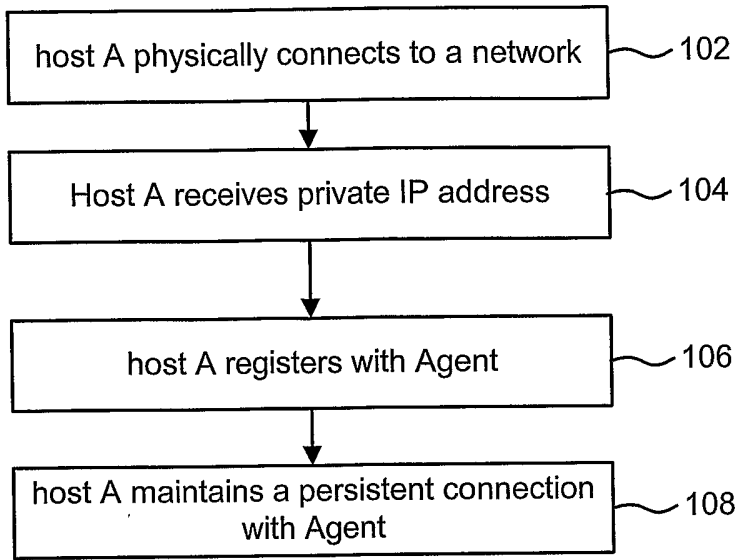 host A physically connects to a network
102
Host A receives private IP address
104
host A registers with Agent
106
host A maintains a persistent connection
with Agent
108